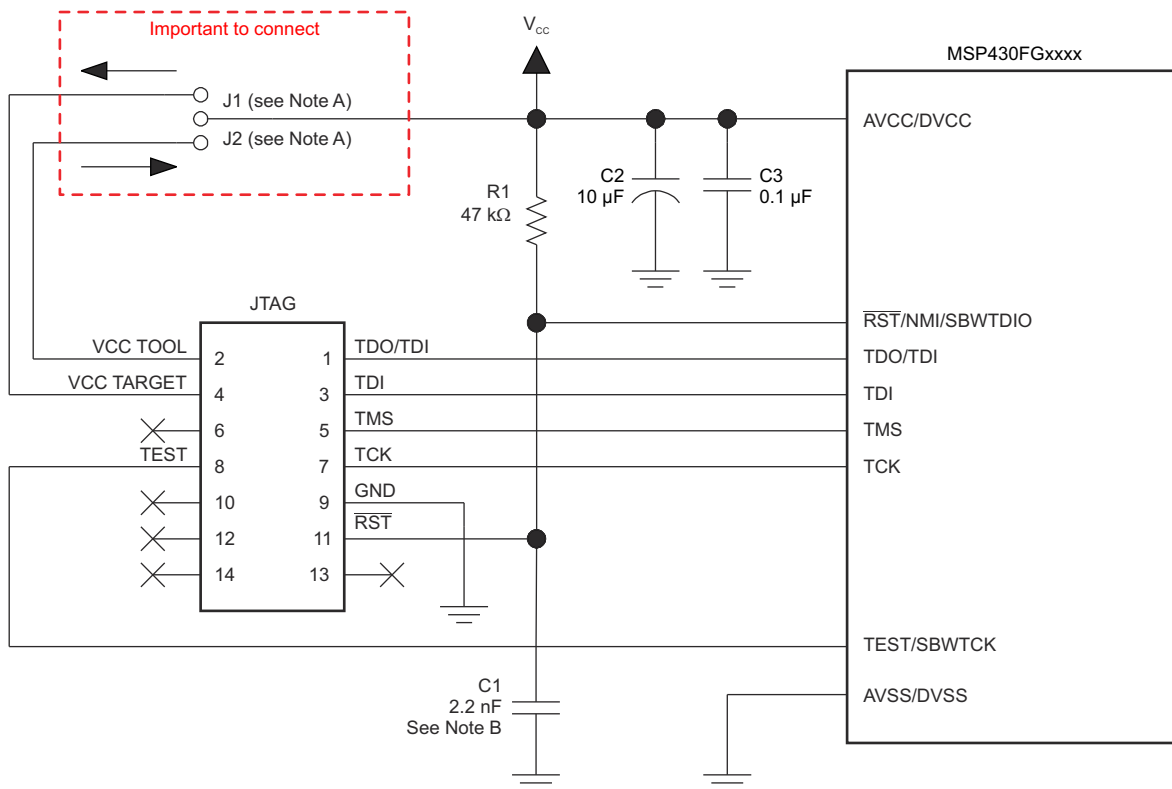 Important to connect
V_CC
MSP430FGxxxx
J1 (see Note A)
J2 (see Note A)
AVCC/DVCC
R1
47 kΩ
C2
10 µF
C3
0.1 µF
JTAG
R̅S̅T̅/NMI/SBWTDIO
VCC TOOL
2
1
TDO/TDI
TDO/TDI
VCC TARGET
4
3
TDI
TDI
6
5
TMS
TMS
TEST
8
7
TCK
TCK
10
9
GND
12
11
R̅S̅T̅
14
13
TEST/SBWTCK
C1
2.2 nF
See Note B
AVSS/DVSS